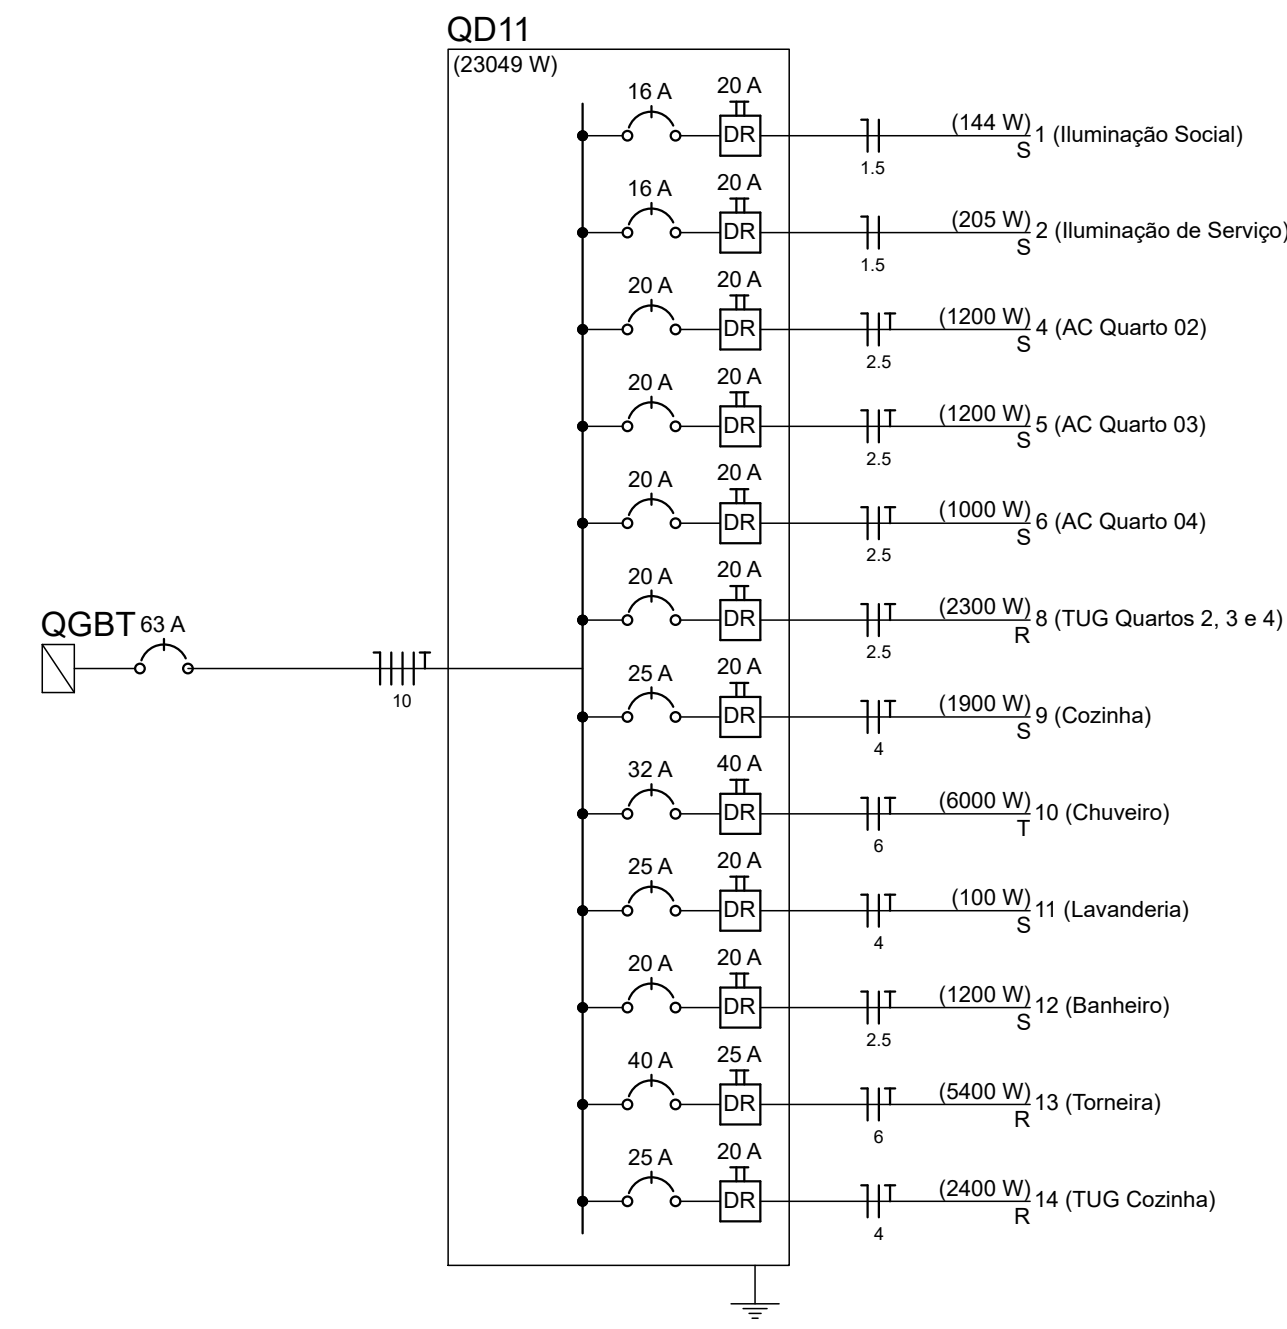 QD11
(23049 W)
16 A
20 A
DR
1.5
(144 W)
S
1 (Iluminação Social)
16 A
20 A
DR
1.5
(205 W)
S
2 (Iluminação de Serviço)
20 A
20 A
DR
T
2.5
(1200 W)
S
4 (AC Quarto 02)
20 A
20 A
DR
T
2.5
(1200 W)
S
5 (AC Quarto 03)
20 A
20 A
DR
T
2.5
(1000 W)
S
6 (AC Quarto 04)
20 A
20 A
DR
T
2.5
(2300 W)
R
8 (TUG Quartos 2, 3 e 4)
QGBT
63 A
T
10
25 A
20 A
DR
T
4
(1900 W)
S
9 (Cozinha)
32 A
40 A
DR
T
6
(6000 W)
T
10 (Chuveiro)
25 A
20 A
DR
T
4
(100 W)
S
11 (Lavanderia)
20 A
20 A
DR
T
2.5
(1200 W)
S
12 (Banheiro)
40 A
25 A
DR
T
6
(5400 W)
R
13 (Torneira)
25 A
20 A
DR
T
4
(2400 W)
R
14 (TUG Cozinha)